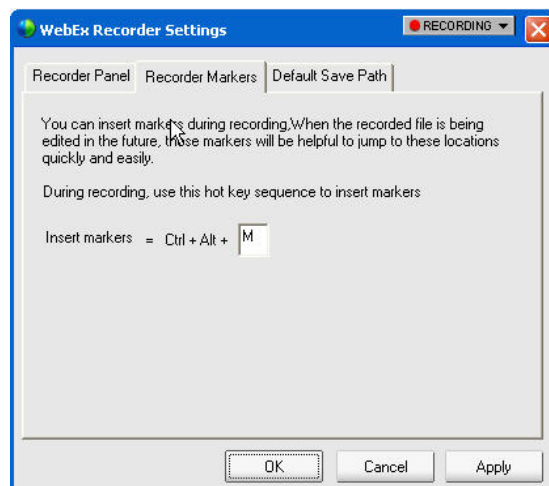 WebEx Recorder Settings
RECORDING
Recorder Panel
Recorder Markers
Default Save Path
You can insert markers during recording,When the recorded file is being
edited in the future, those markers will be helpful to jump to these locations
quickly and easily.
During recording, use this hot key sequence to insert markers
Insert markers = Ctrl + Alt + M
OK
Cancel
Apply